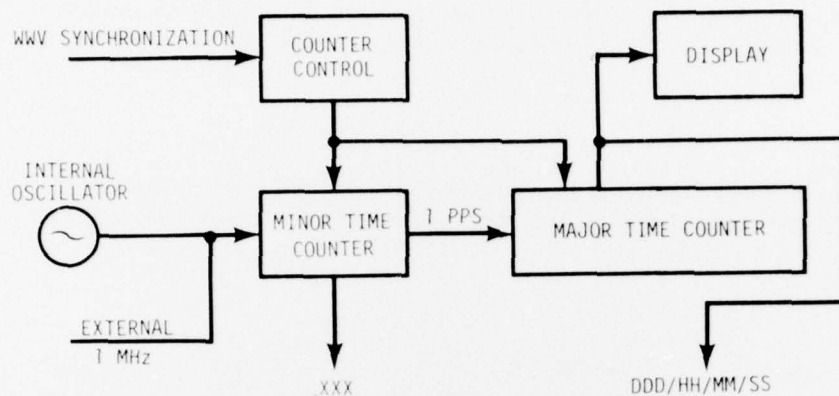 WWV SYNCHRONIZATION
COUNTER
CONTROL
DISPLAY
INTERNAL
OSCILLATOR
MINOR TIME
COUNTER
1 PPS
MAJOR TIME COUNTER
EXTERNAL
1 MHz
.XXX
DDD/HH/MM/SS